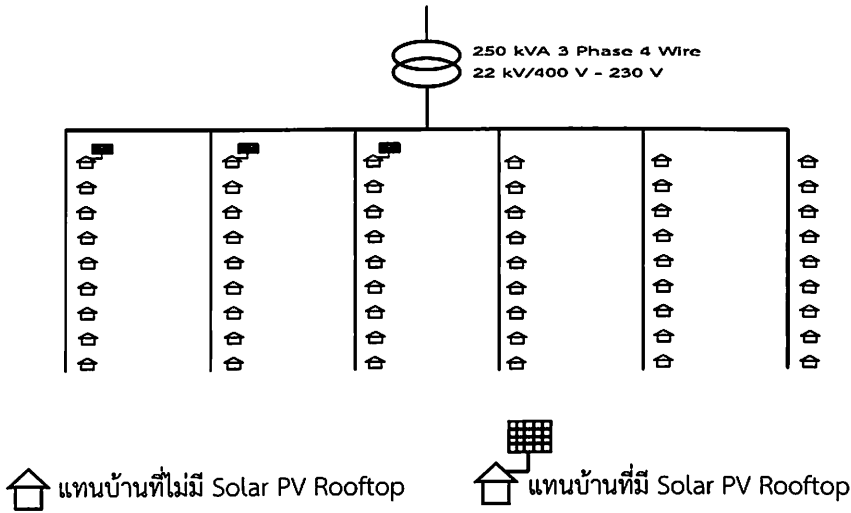 250 kVA 3 Phase 4 Wire
22 kV/400 V - 230 V
แทนบ้านที่ไม่มี Solar PV Rooftop
แทนบ้านที่มี Solar PV Rooftop